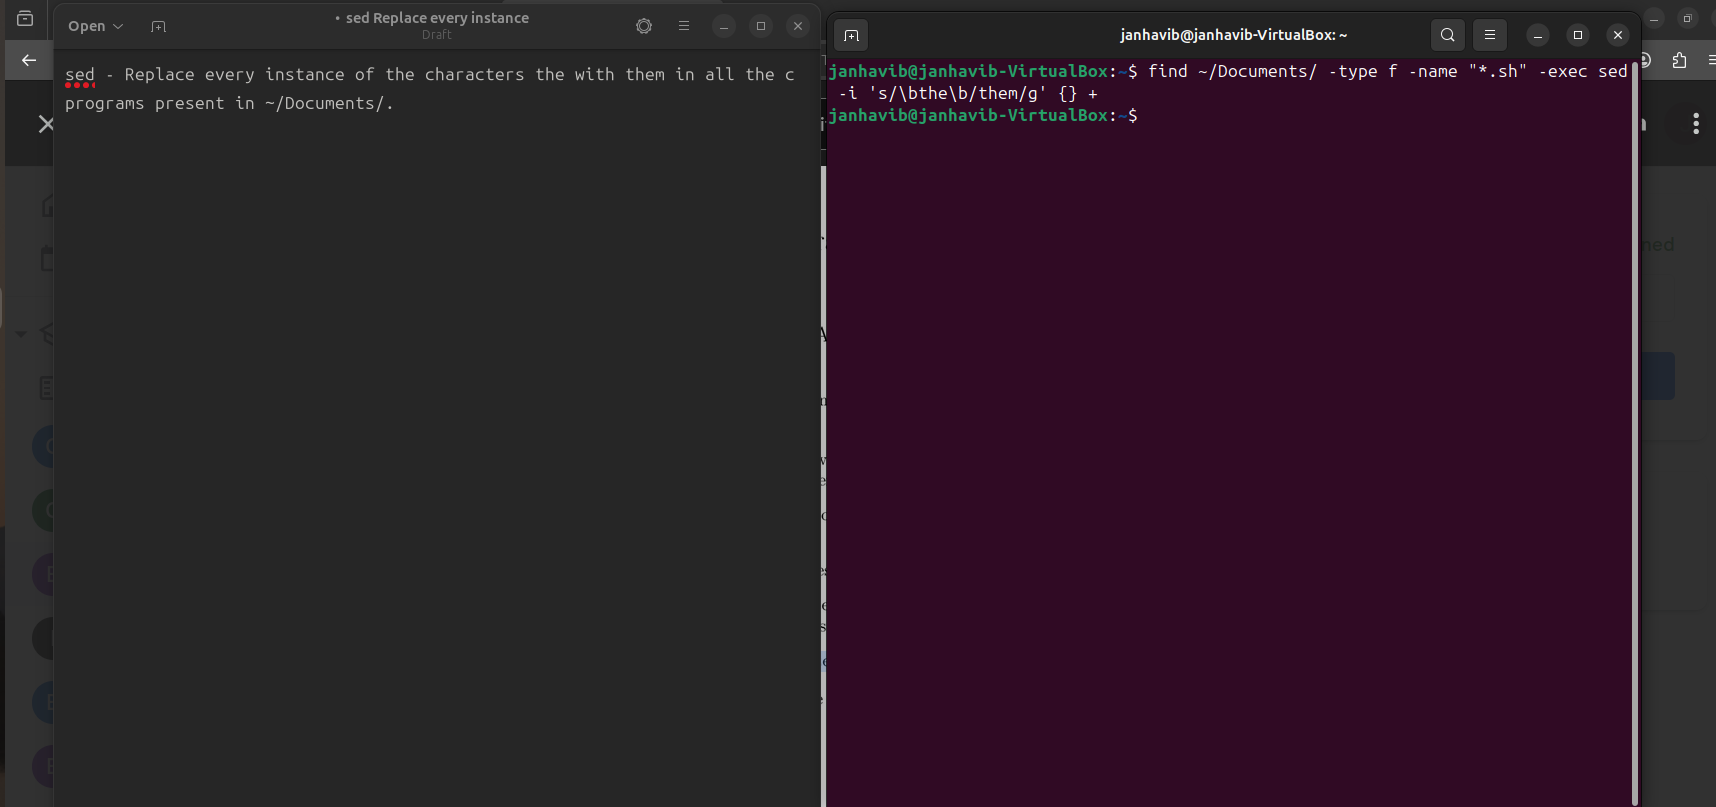 Open
• sed Replace every instance
Draft
sed - Replace every instance of the characters the with them in all the c
programs present in ~/Documents/.
janhavib@janhavib-VirtualBox: ~
janhavib@janhavib-VirtualBox:~$ find ~/Documents/ -type f -name "*.sh" -exec sed
-i 's/\bthe\b/them/g' {} +
janhavib@janhavib-VirtualBox:~$